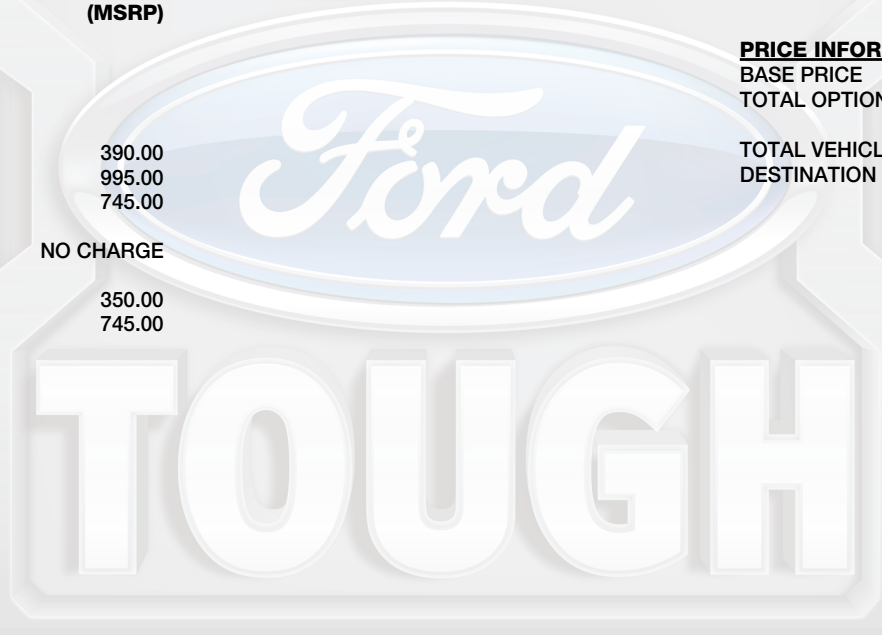 (MSRP)
390.00
995.00
745.00
NO CHARGE
350.00
745.00
PRICE INFOR
BASE PRICE
TOTAL OPTION
TOTAL VEHICL
DESTINATION
Ford
TOUGH